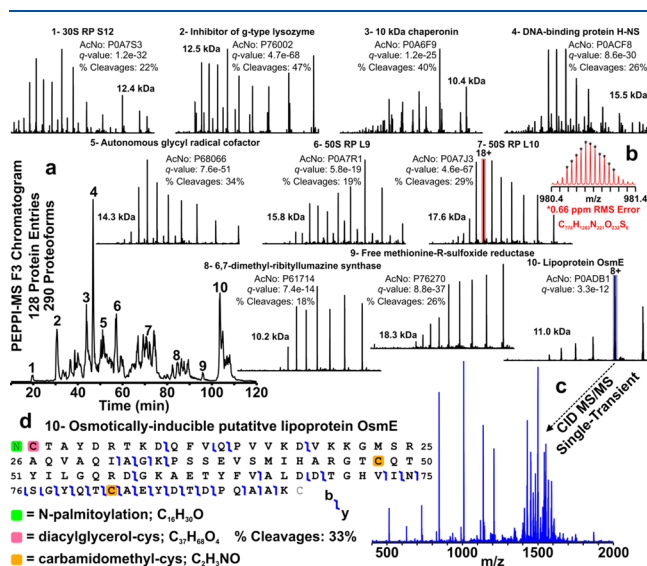 1- 30S RP S12
AcNo: P0A7S3
q-value: 1.2e-32
% Cleavages: 22%
12.4 kDa
2- Inhibitor of g-type lysozyme
12.5 kDa
AcNo: P76002
q-value: 4.7e-68
% Cleavages: 47%
3- 10 kDa chaperonin
AcNo: P0A6F9
q-value: 1.2e-25
% Cleavages: 40%
10.4 kDa
4- DNA-binding protein H-NS
AcNo: P0ACF8
q-value: 8.6e-30
% Cleavages: 26%
15.5 kDa
5- Autonomous glycyl radical cofactor
AcNo: P68066
q-value: 7.6e-51
% Cleavages: 34%
14.3 kDa
6- 50S RP L9
AcNo: P0A7R1
q-value: 5.8e-19
% Cleavages: 19%
15.8 kDa
7- 50S RP L10
18+
AcNo: P0A7J3
q-value: 4.6e-67
% Cleavages: 29%
17.6 kDa
b
980.4 m/z 981.4
*0.66 ppm RMS Error
a
PEPPI-MS F3 Chromatogram
128 Protein Entries
290 Proteoforms
1
2
3
4
5
6
7
8
9
10
0 20 40 60 80 100 120
Time (min)
8- 6,7-dimethyl-ribityllumazine synthase
AcNo: P61714
q-value: 7.4e-14
% Cleavages: 18%
10.2 kDa
9- Free methionine-R-sulfoxide reductase
AcNo: P76270
q-value: 8.8e-37
% Cleavages: 26%
18.3 kDa
10- Lipoprotein OsmE
8+
AcNo: P0ADB1
q-value: 3.3e-12
11.0 kDa
c
CID MS/MS
Single-Transient
500 1000 1500 2000
m/z
d
10- Osmotically-inducible putatitve lipoprotein OsmE
N C T A Y D R T K D Q F V Q P V V K D V K K G M S R 25
26 A Q V A Q I A G K P S S E V S M I H A R G T C Q T 50
51 Y I L G Q R D G K A E T Y F V A L D D T G H V I N 75
76 S G Y Q T C A E Y D T D P Q A A K C
b
y
= N-palmitoylation; C₁₆H₃₀O
= diacylglycerol-cys; C₃₇H₆₈O₄ % Cleavages: 33%
= carbamidomethyl-cys; C₂H₃NO